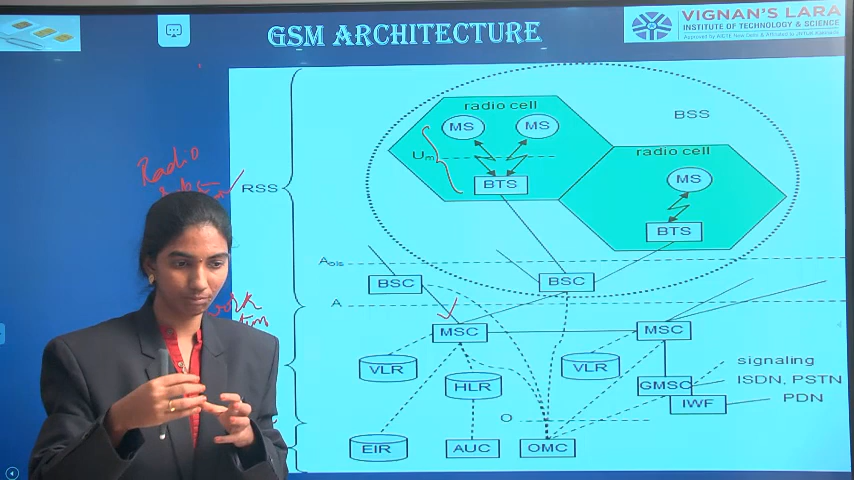 GSM ARCHITECTURE
VIGNAN'S LARA
INSTITUTE OF TECHNOLOGY & SCIENCE
radio cell
BSS
MS
MS
Um
radio cell
Radio
MS
RSS
BTS
BTS
Abis
BSC
BSC
A
MSC
MSC
VLR
VLR
signaling
HLR
GMSC
ISDN, PSTN
IWF
PDN
O
EIR
AUC
OMC